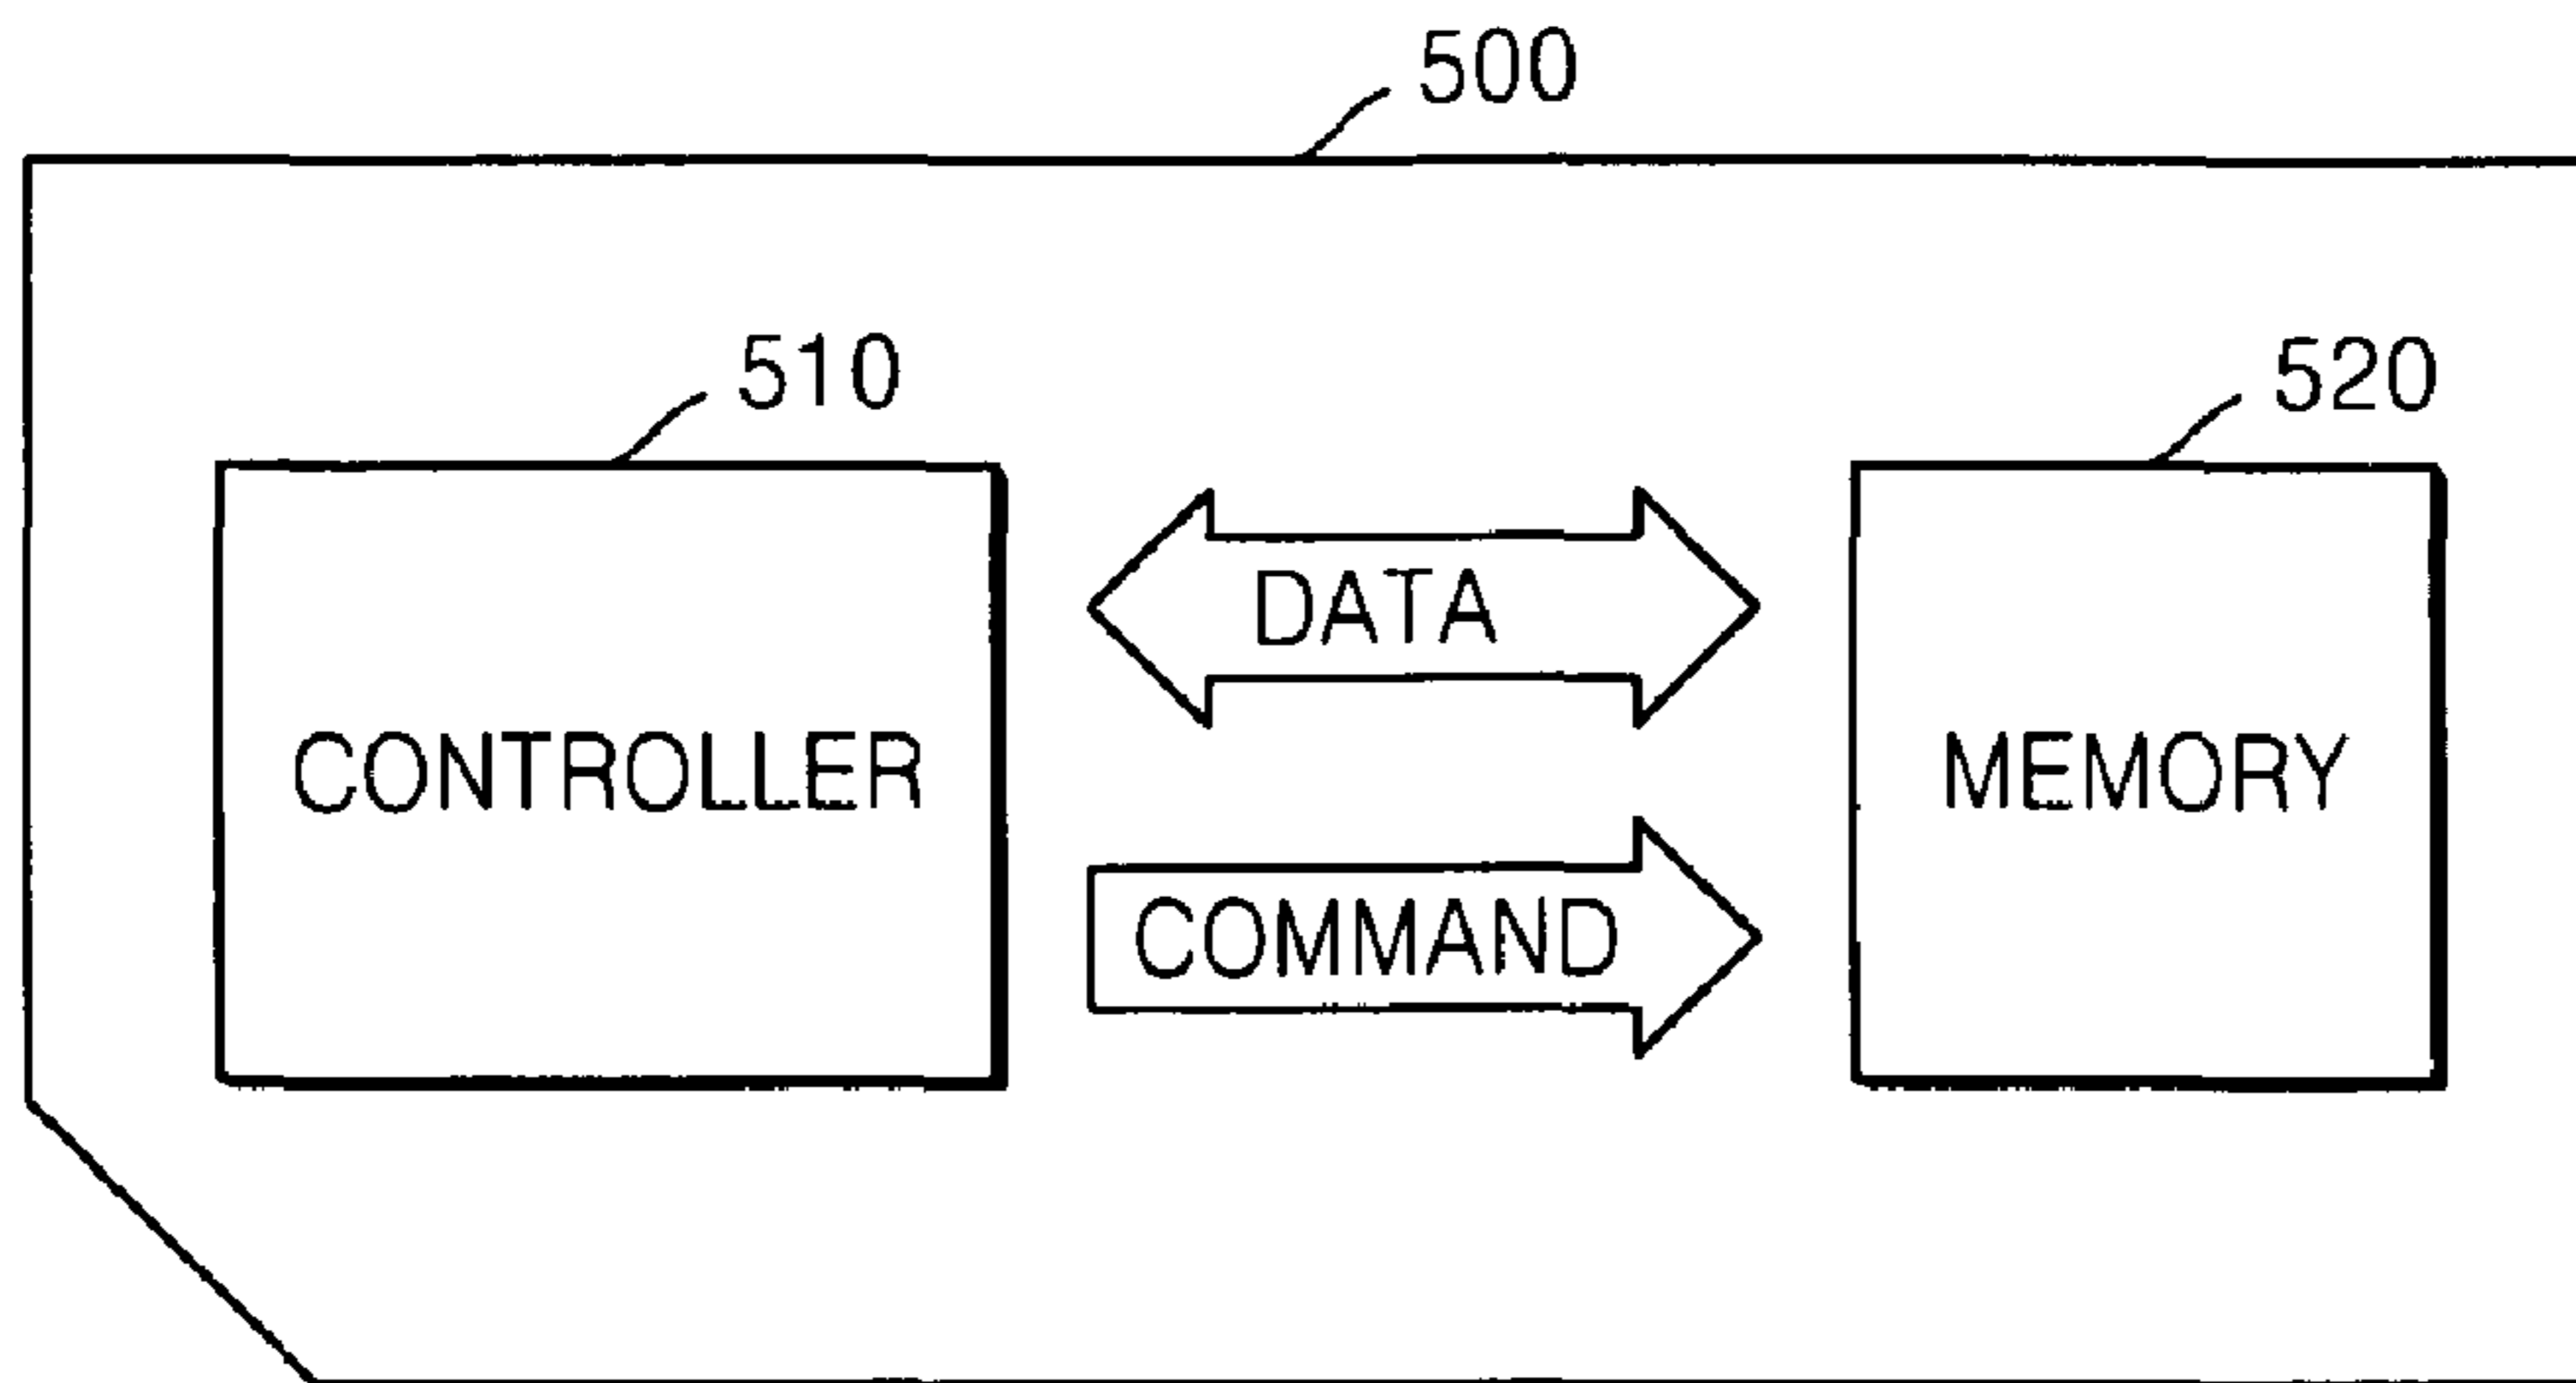 500
510
520
DATA
CONTROLLER
MEMORY
COMMAND